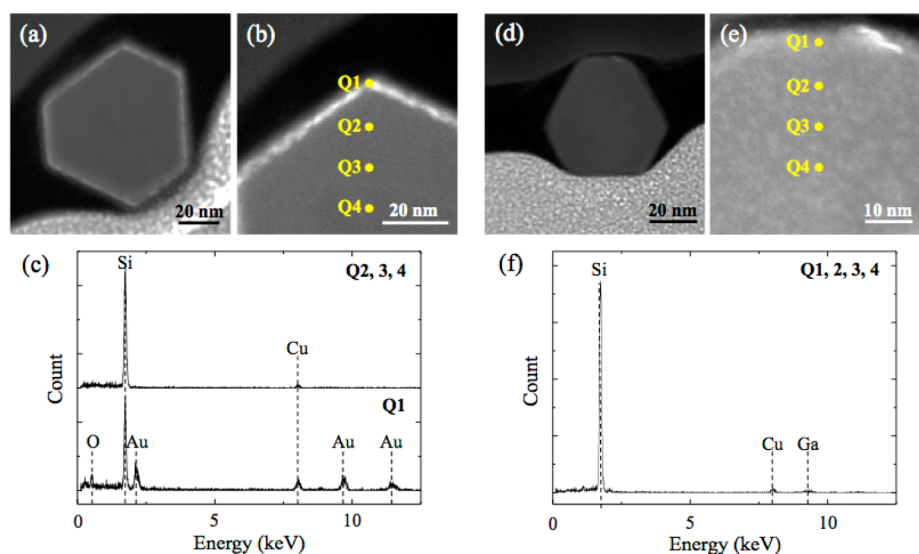 (a)
20 nm
(b)
Q1
Q2
Q3
Q4
20 nm
(c)
Si
Q2, 3, 4
Cu
Q1
O
Au
Au
Au
Count
0
5
10
Energy (keV)
(d)
20 nm
(e)
Q1
Q2
Q3
Q4
10 nm
(f)
Si
Q1, 2, 3, 4
Cu
Ga
Count
0
5
10
Energy (keV)